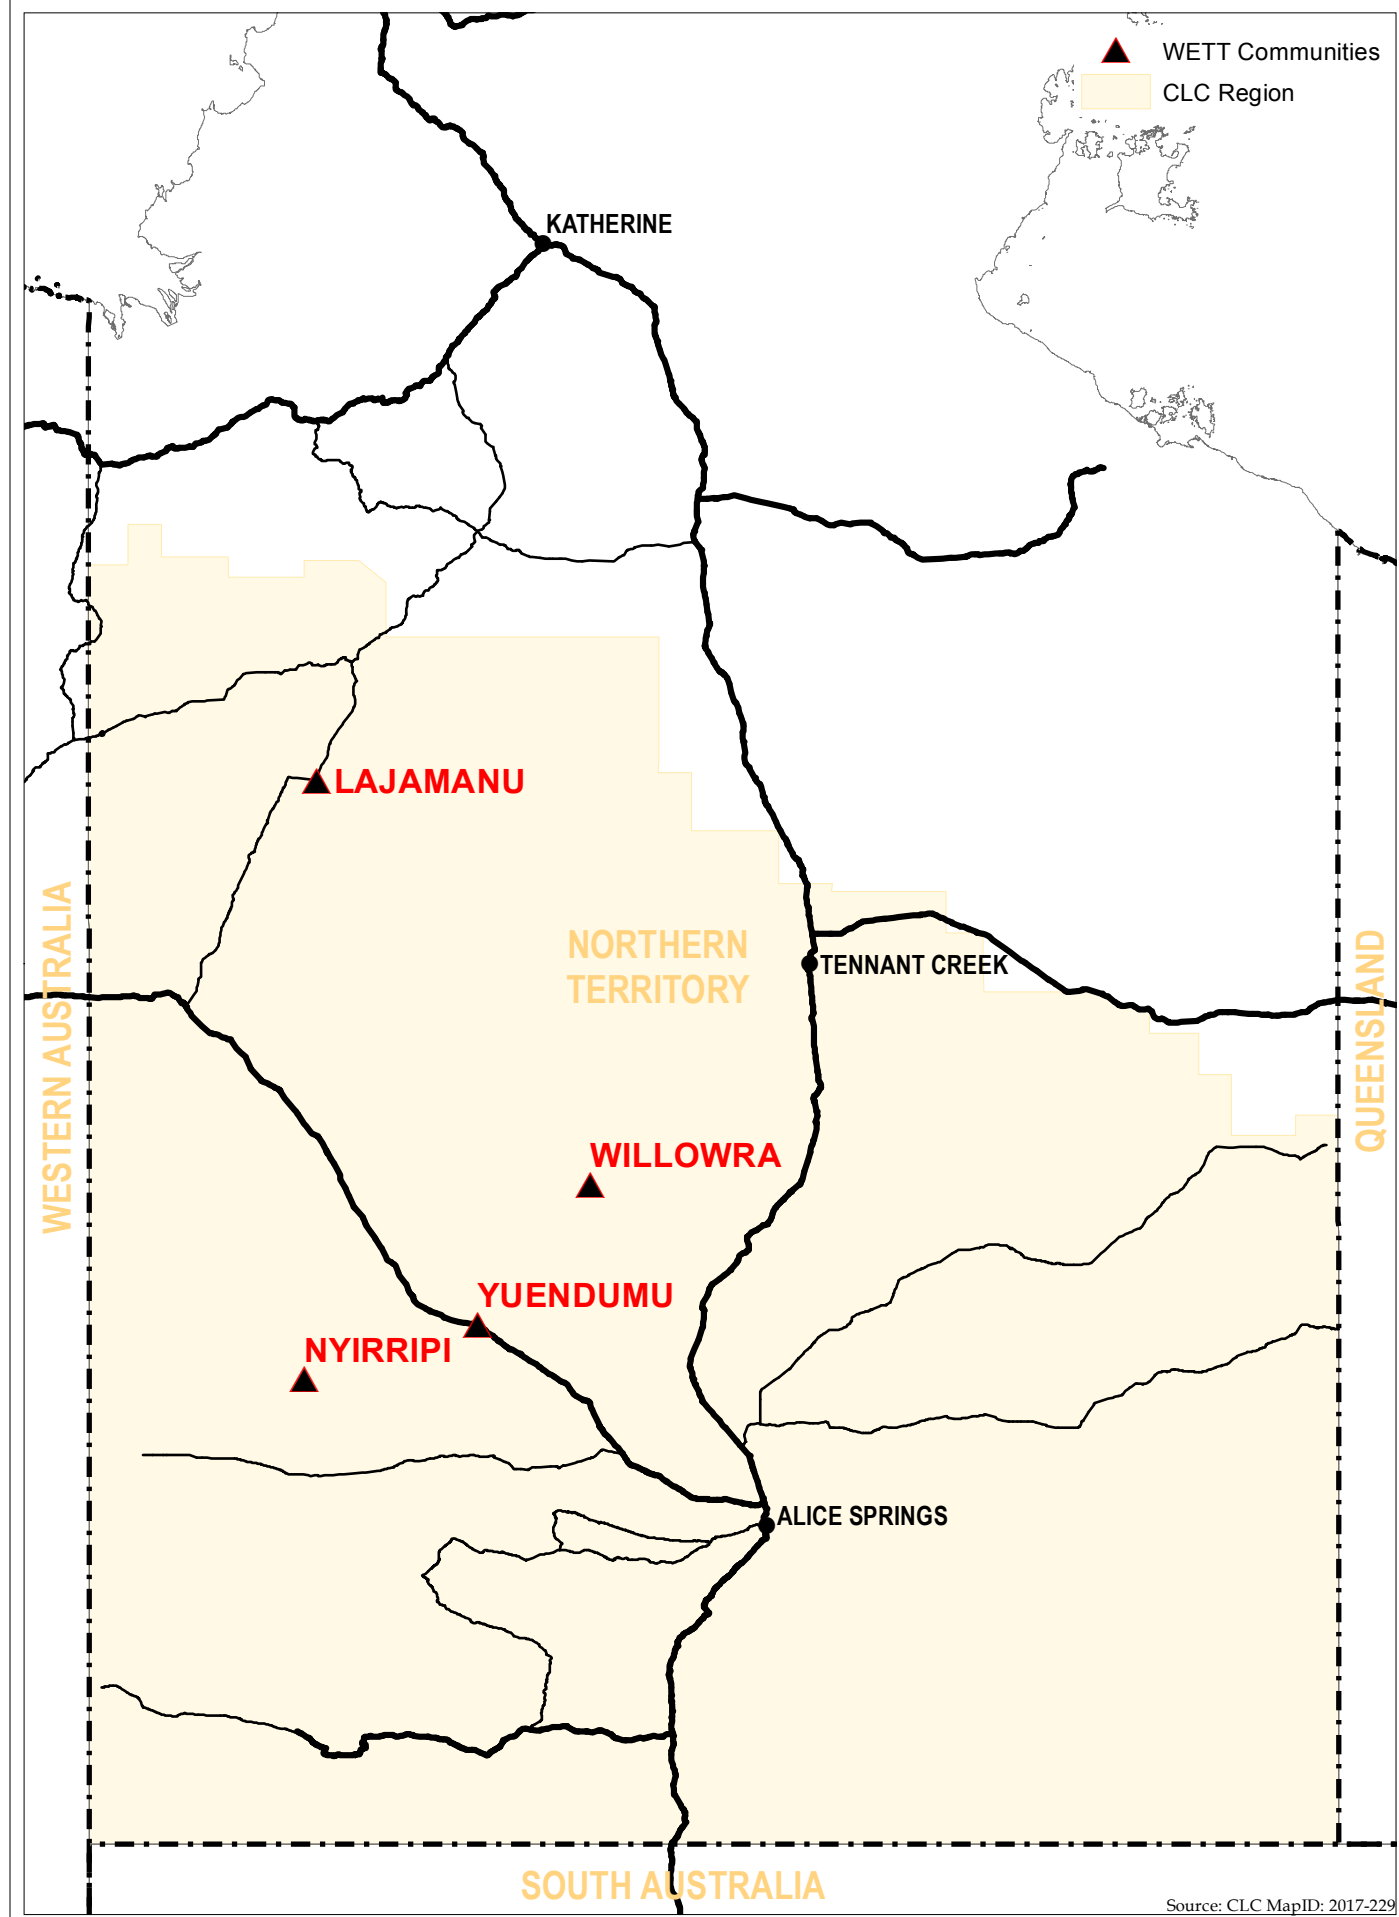 WETT Communities
CLC Region
KATHERINE
LAJAMANU
NORTHERN
TERRITORY
TENNANT CREEK
WESTERN AUSTRALIA
QUEENSLAND
WILLOWRA
YUENDUMU
NYIRRIPI
ALICE SPRINGS
SOUTH AUSTRALIA
Source: CLC MapID: 2017-229